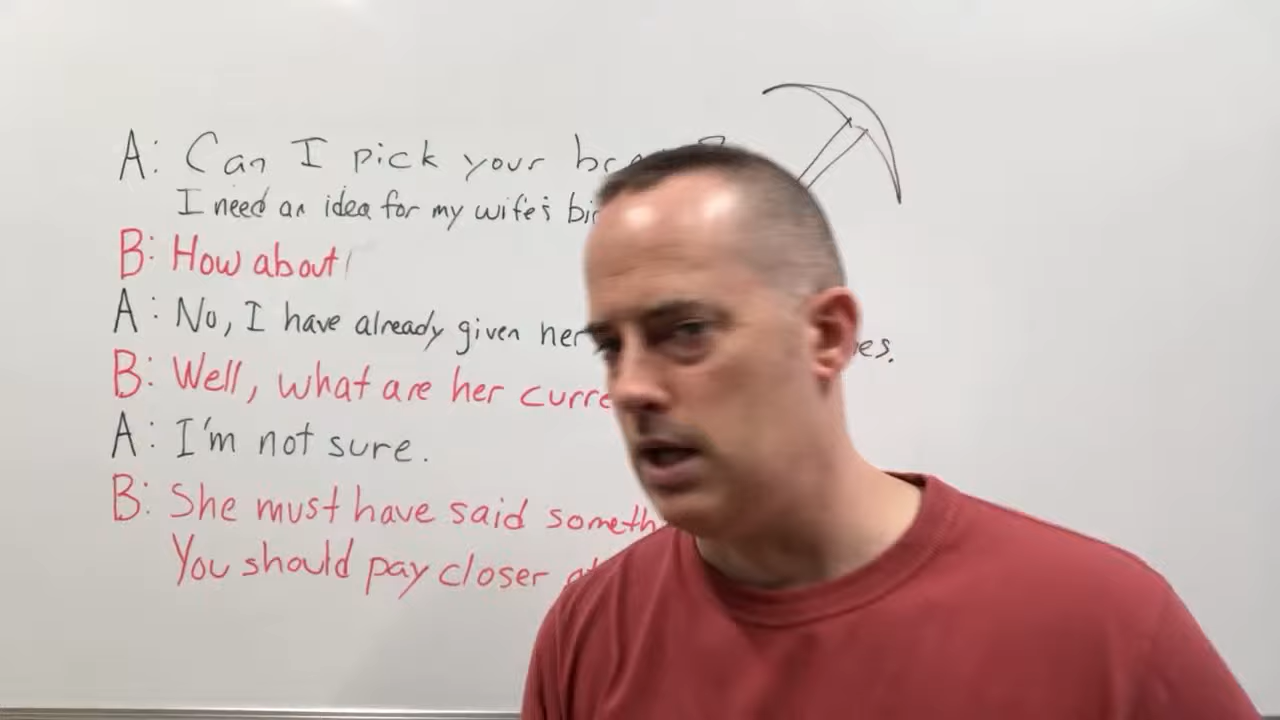 A: Can I pick your
I need an idea for my wife's
B: How about
A: No, I have already given her
B: Well, what are her
A: I'm not sure.
B: She must have said
You should pay closer